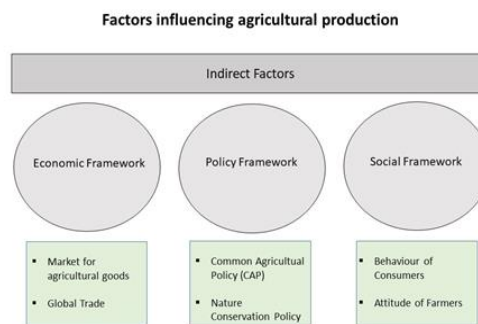 Factors influencing agricultural production
Indirect Factors
Economic Framework
Policy Framework
Social Framework
▪ Market for
agricultural goods
▪ Global Trade
▪ Common Agricultual
Policy (CAP)
▪ Nature
Conservation Policy
▪ Behaviour of
Consumers
▪ Attitude of Farmers